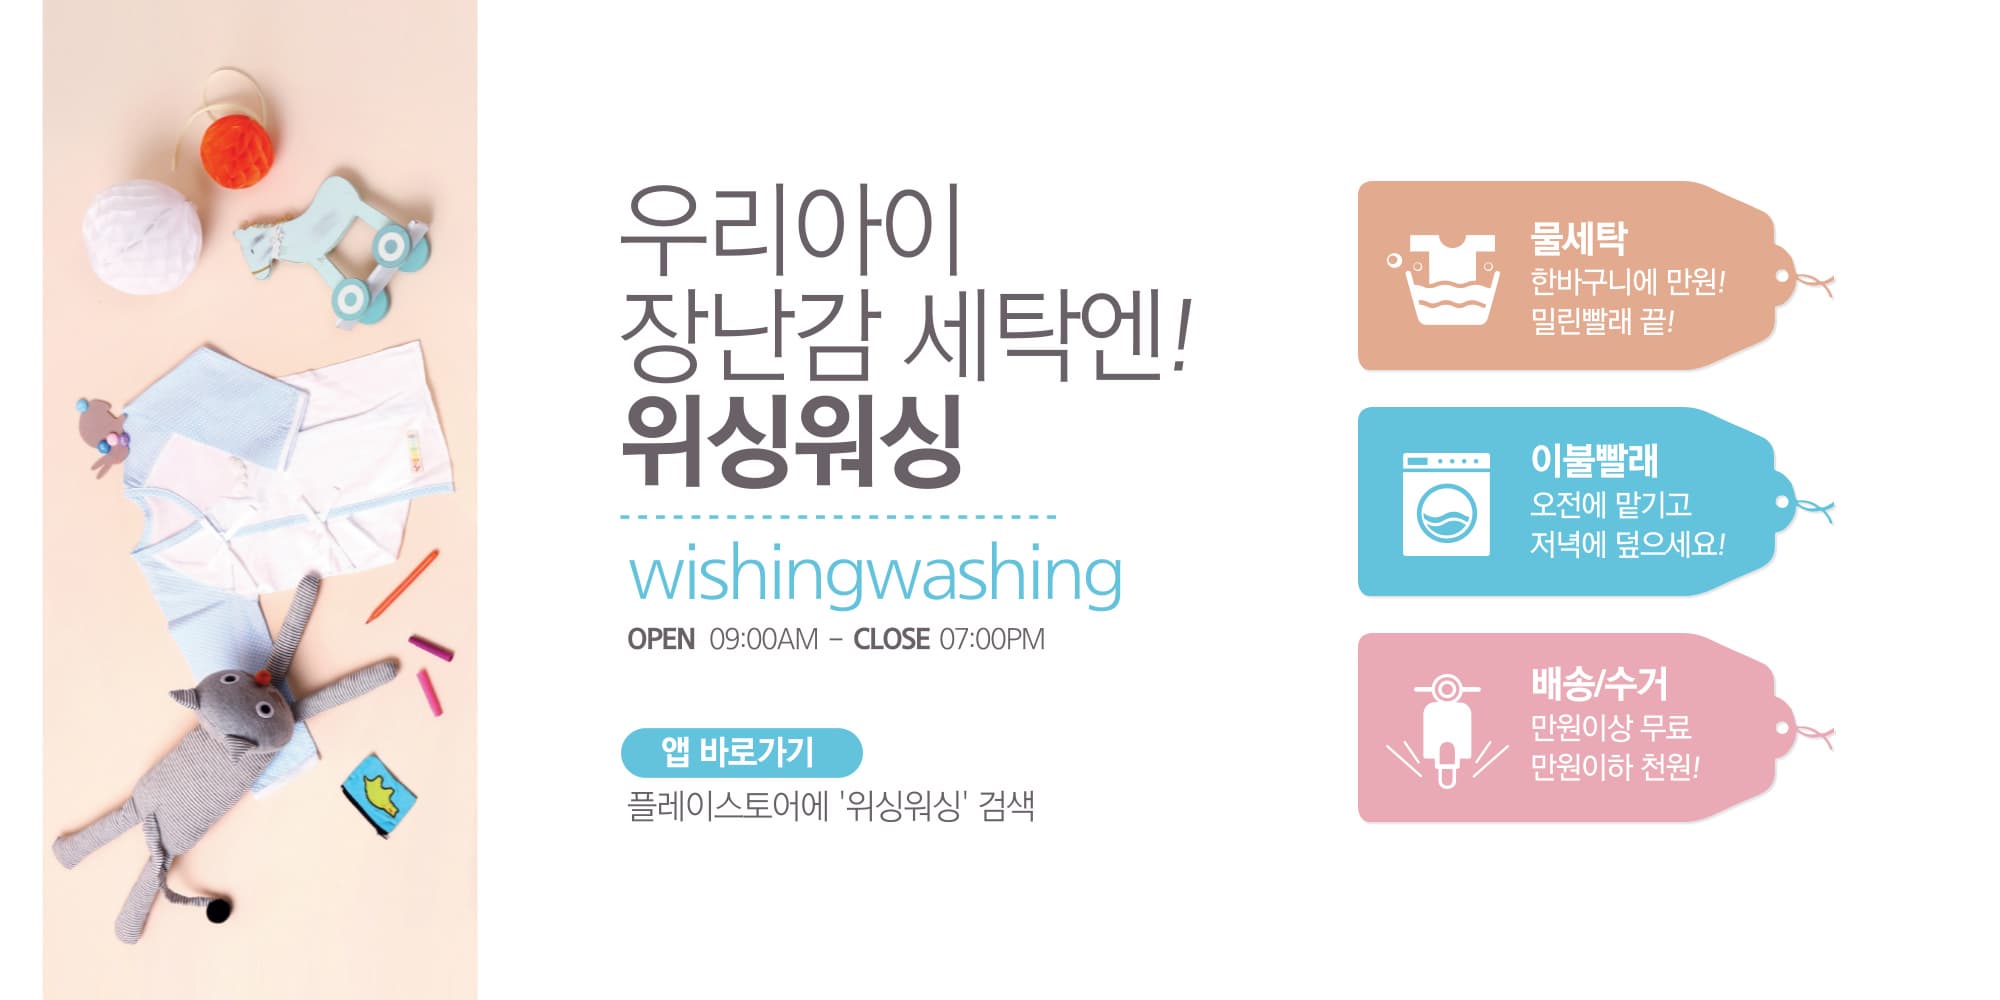 우리아이
장난감 세탁엔!
위싱워싱
wishingwashing
OPEN 09:00AM - CLOSE 07:00PM
앱 바로가기
플레이스토어에 '위싱워싱' 검색
물세탁
한바구니에 만원!
밀린빨래 끝!
이불빨래
오전에 맡기고
저녁에 덮으세요!
배송/수거
만원이상 무료
만원이하 천원!